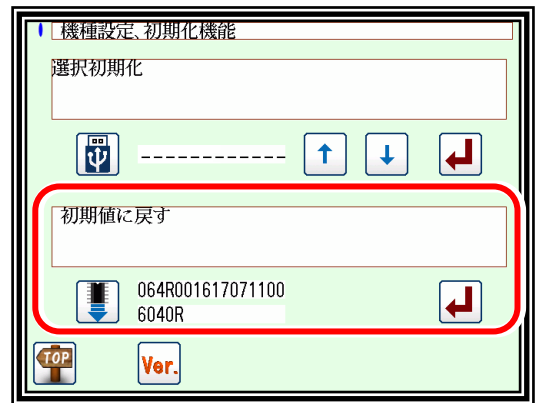 機種設定、初期化機能
選択初期化
------------
初期値に戻す
064R001617071100
6040R
TOP
Ver.